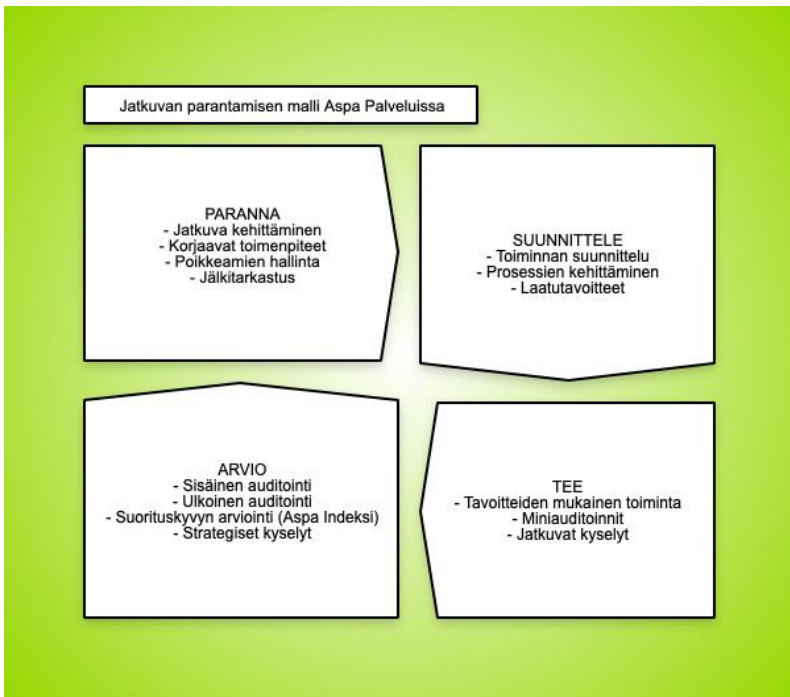 Jatkuvan parantamisen malli Aspa Palveluissa
PARANNA
- Jatkuva kehittäminen
- Korjaavat toimenpiteet
- Poikkeamien hallinta
- Jälkitarkastus
SUUNNITTELE
- Toiminnan suunnittelu
- Prosessien kehittäminen
- Laatutavoitteet
ARVIO
- Sisäinen auditointi
- Ulkoinen auditointi
- Suorituskyvyn arviointi (Aspa Indeksi)
- Strategiset kyselyt
TEE
- Tavoitteiden mukainen toiminta
- Miniauditoinnit
- Jatkuvat kyselyt